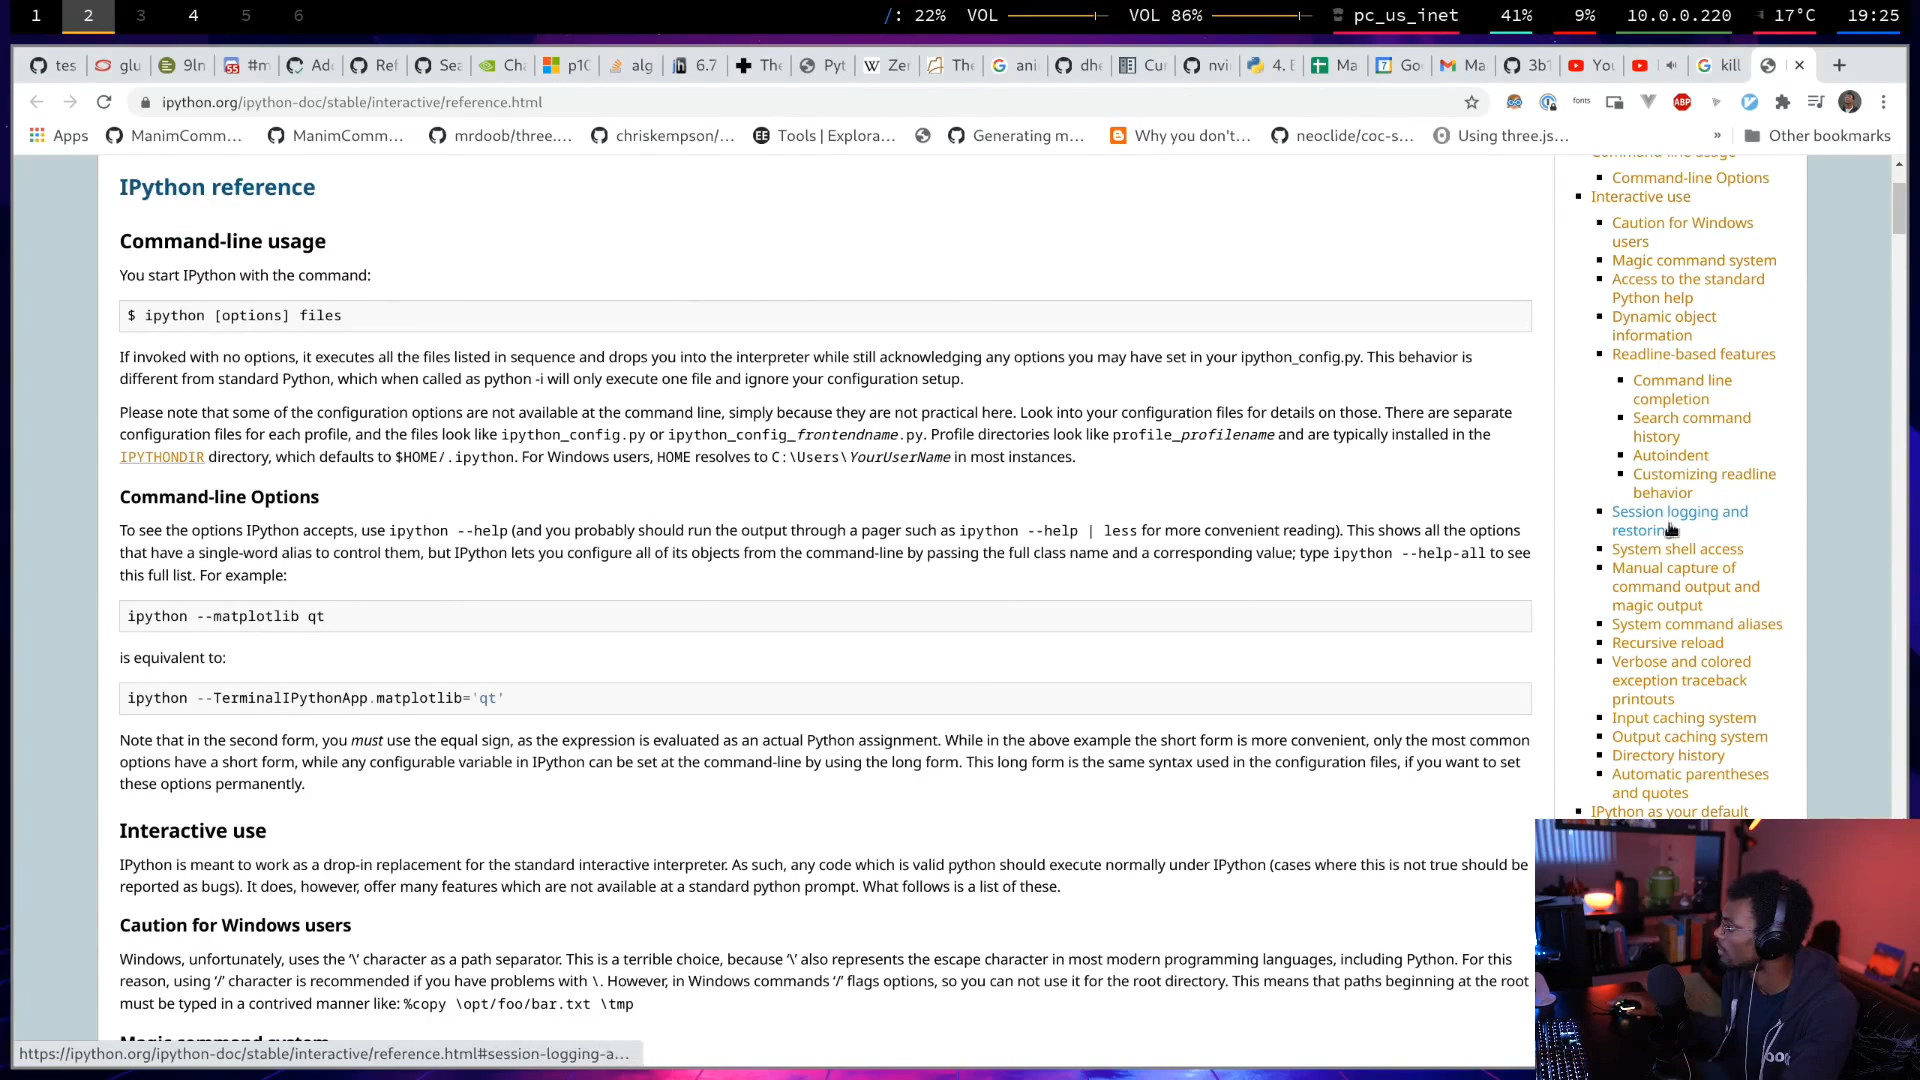 1 2 3 4 5 6 /: 22% VOL VOL 86% pc_us_inet 41% 9% 10.0.0.220 17°C 19:25
tes glu 9ln #m Adc Ref Sea Cha p10 alg 6.7 The Pyt Zer The ani dhe Cur nvi 4. E Ma Go Ma 3b1 You kill
ipython.org/ipython-doc/stable/interactive/reference.html fonts ABP
Apps ManimComm... ManimComm... mrdoob/three.... chriskempson/... EE Tools | Explora... Generating m... Why you don't... neoclide/coc-s... Using three.js... » Other bookmarks
IPython reference
Command-line usage
You start IPython with the command:
$ ipython [options] files
If invoked with no options, it executes all the files listed in sequence and drops you into the interpreter while still acknowledging any options you may have set in your ipython_config.py. This behavior is
different from standard Python, which when called as python -i will only execute one file and ignore your configuration setup.
Please note that some of the configuration options are not available at the command line, simply because they are not practical here. Look into your configuration files for details on those. There are separate
configuration files for each profile, and the files look like ipython_config.py or ipython_config_frontendname.py. Profile directories look like profile_profilename and are typically installed in the
IPYTHONDIR directory, which defaults to $HOME/.ipython. For Windows users, HOME resolves to C:\Users\YourUserName in most instances.
Command-line Options
To see the options IPython accepts, use ipython --help (and you probably should run the output through a pager such as ipython --help | less for more convenient reading). This shows all the options
that have a single-word alias to control them, but IPython lets you configure all of its objects from the command-line by passing the full class name and a corresponding value; type ipython --help-all to see
this full list. For example:
ipython --matplotlib qt
is equivalent to:
ipython --TerminalIPythonApp.matplotlib='qt'
Note that in the second form, you must use the equal sign, as the expression is evaluated as an actual Python assignment. While in the above example the short form is more convenient, only the most common
options have a short form, while any configurable variable in IPython can be set at the command-line by using the long form. This long form is the same syntax used in the configuration files, if you want to set
these options permanently.
Interactive use
IPython is meant to work as a drop-in replacement for the standard interactive interpreter. As such, any code which is valid python should execute normally under IPython (cases where this is not true should be
reported as bugs). It does, however, offer many features which are not available at a standard python prompt. What follows is a list of these.
Caution for Windows users
Windows, unfortunately, uses the ‘\’ character as a path separator. This is a terrible choice, because ‘\’ also represents the escape character in most modern programming languages, including Python. For this
reason, using ‘/’ character is recommended if you have problems with \. However, in Windows commands ‘/’ flags options, so you can not use it for the root directory. This means that paths beginning at the root
must be typed in a contrived manner like: %copy \opt/foo/bar.txt \tmp
Magic command system
https://ipython.org/ipython-doc/stable/interactive/reference.html#session-logging-a...
Command-line usage
Command-line Options
Interactive use
Caution for Windows
users
Magic command system
Access to the standard
Python help
Dynamic object
information
Readline-based features
Command line
completion
Search command
history
Autoindent
Customizing readline
behavior
Session logging and
restoring
System shell access
Manual capture of
command output and
magic output
System command aliases
Recursive reload
Verbose and colored
exception traceback
printouts
Input caching system
Output caching system
Directory history
Automatic parentheses
and quotes
IPython as your default